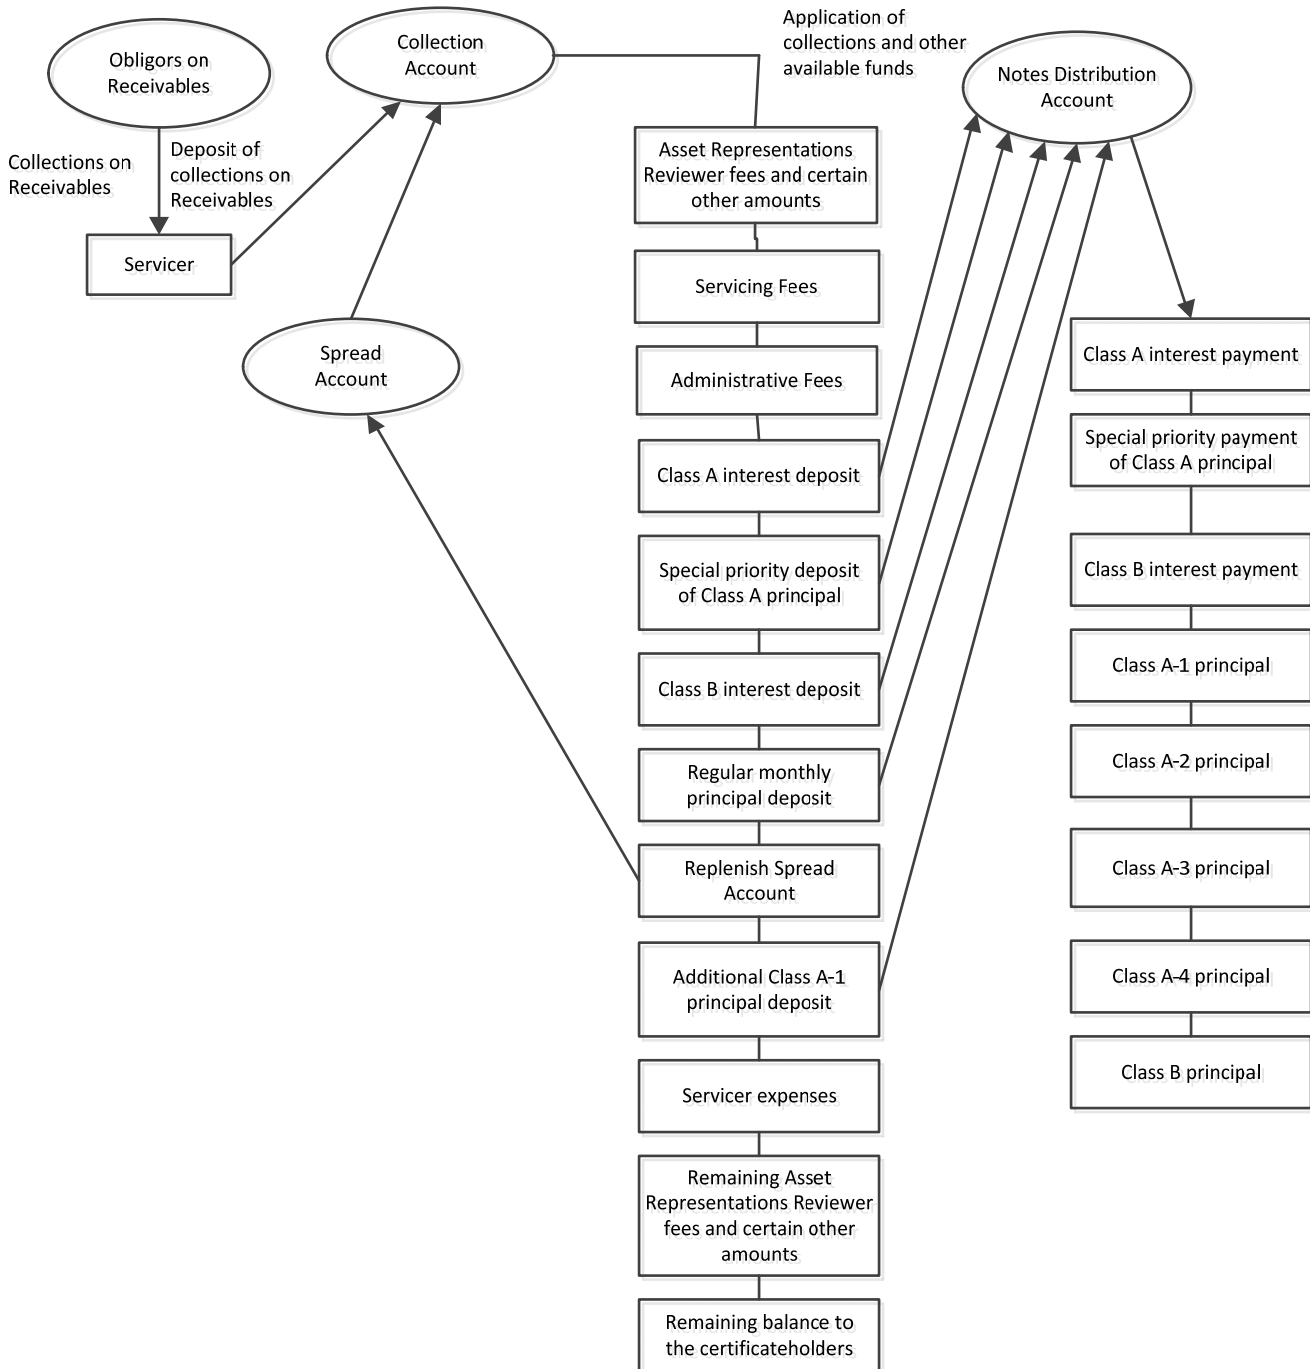 Obligors on
Receivables
Collections on
Receivables
Deposit of
collections on
Receivables
Servicer
Collection
Account
Spread
Account
Application of
collections and other
available funds
Asset Representations
Reviewer fees and certain
other amounts
Servicing Fees
Administrative Fees
Class A interest deposit
Special priority deposit
of Class A principal
Class B interest deposit
Regular monthly
principal deposit
Replenish Spread
Account
Additional Class A-1
principal deposit
Servicer expenses
Remaining Asset
Representations Reviewer
fees and certain other
amounts
Remaining balance to
the certificateholders
Notes Distribution
Account
Class A interest payment
Special priority payment
of Class A principal
Class B interest payment
Class A-1 principal
Class A-2 principal
Class A-3 principal
Class A-4 principal
Class B principal